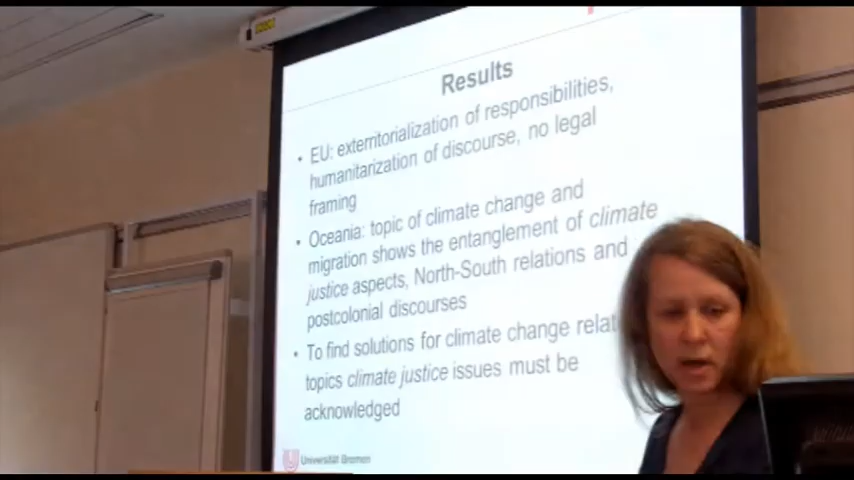 Results
• EU: exterritorialization of responsibilities,
humanitarization of discourse, no legal
framing
• Oceania: topic of climate change and
migration shows the entanglement of climate
justice aspects, North-South relations and
postcolonial discourses
• To find solutions for climate change relat
topics climate justice issues must be
acknowledged
Universität Bremen